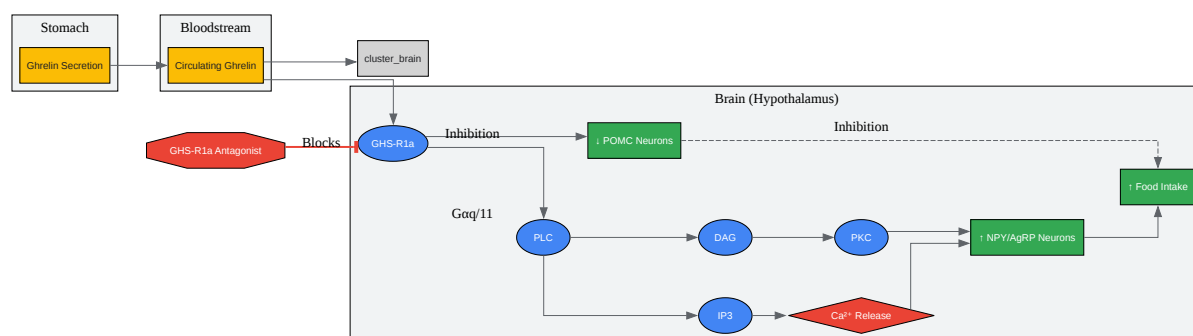 Stomach
Bloodstream
Ghrelin Secretion
Circulating Ghrelin
cluster_brain
Brain (Hypothalamus)
GHS-R1a Antagonist
Blocks
GHS-R1a
Inhibition
↓ POMC Neurons
Inhibition
↑ Food Intake
Gαq/11
PLC
DAG
PKC
↑ NPY/AgRP Neurons
IP3
Ca²⁺ Release